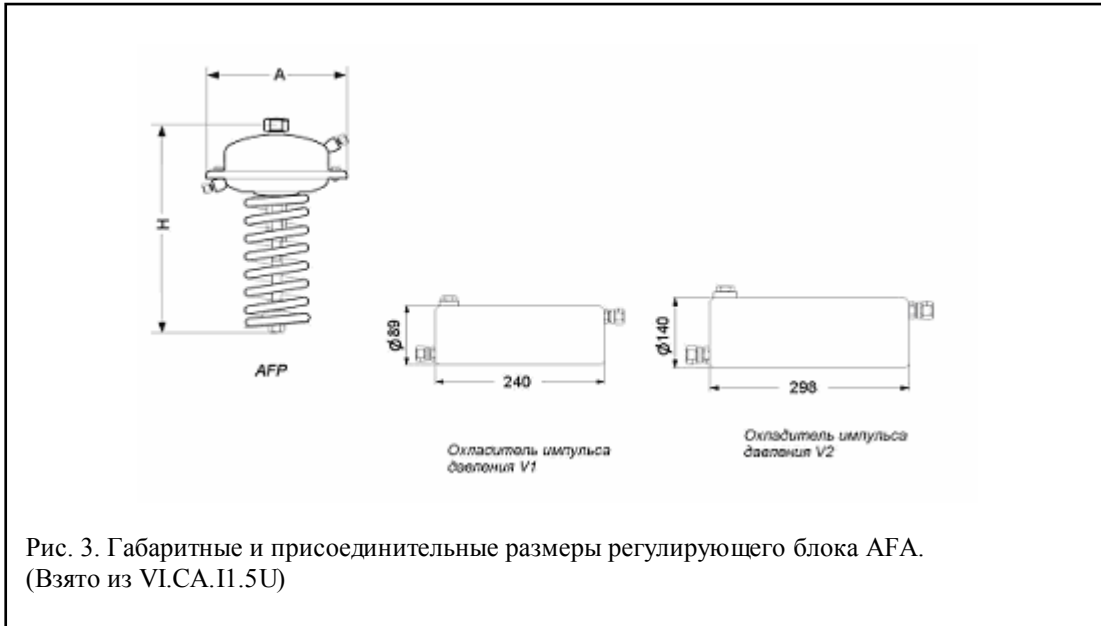 A
H
AFP
Ø89
240
Ø140
298
Охладитель импульса
давления V1
Охладитель импульса
давления V2
Рис. 3. Габаритные и присоединительные размеры регулирующего блока AFA.
(Взято из VI.CA.I1.5U)